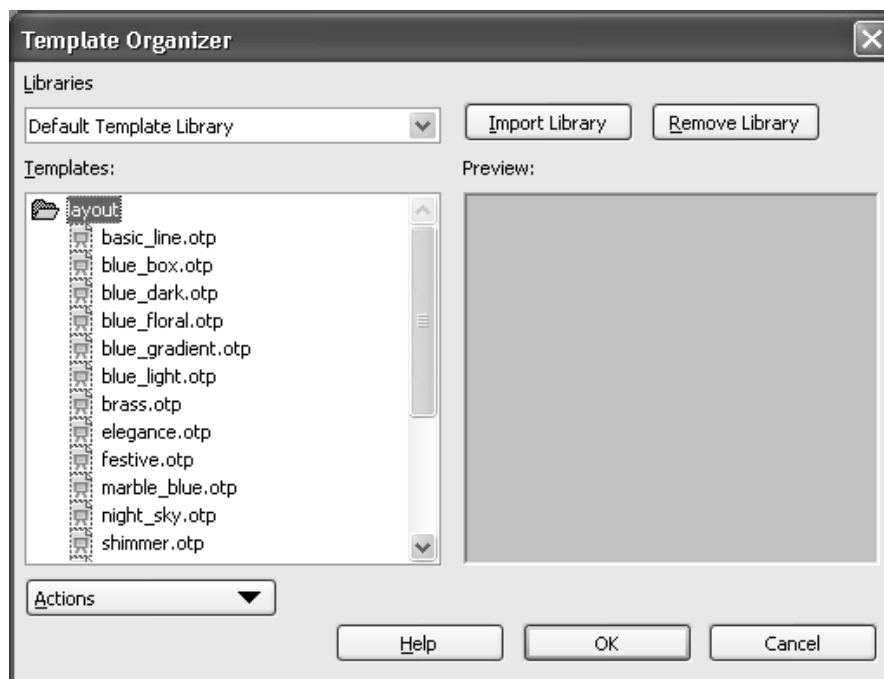 Template Organizer
Libraries
Default Template Library
Import Library
Remove Library
Templates:
Preview:
layout
basic_line.otp
blue_box.otp
blue_dark.otp
blue_floral.otp
blue_gradient.otp
blue_light.otp
brass.otp
elegance.otp
festive.otp
marble_blue.otp
night_sky.otp
shimmer.otp
Actions
Help
OK
Cancel